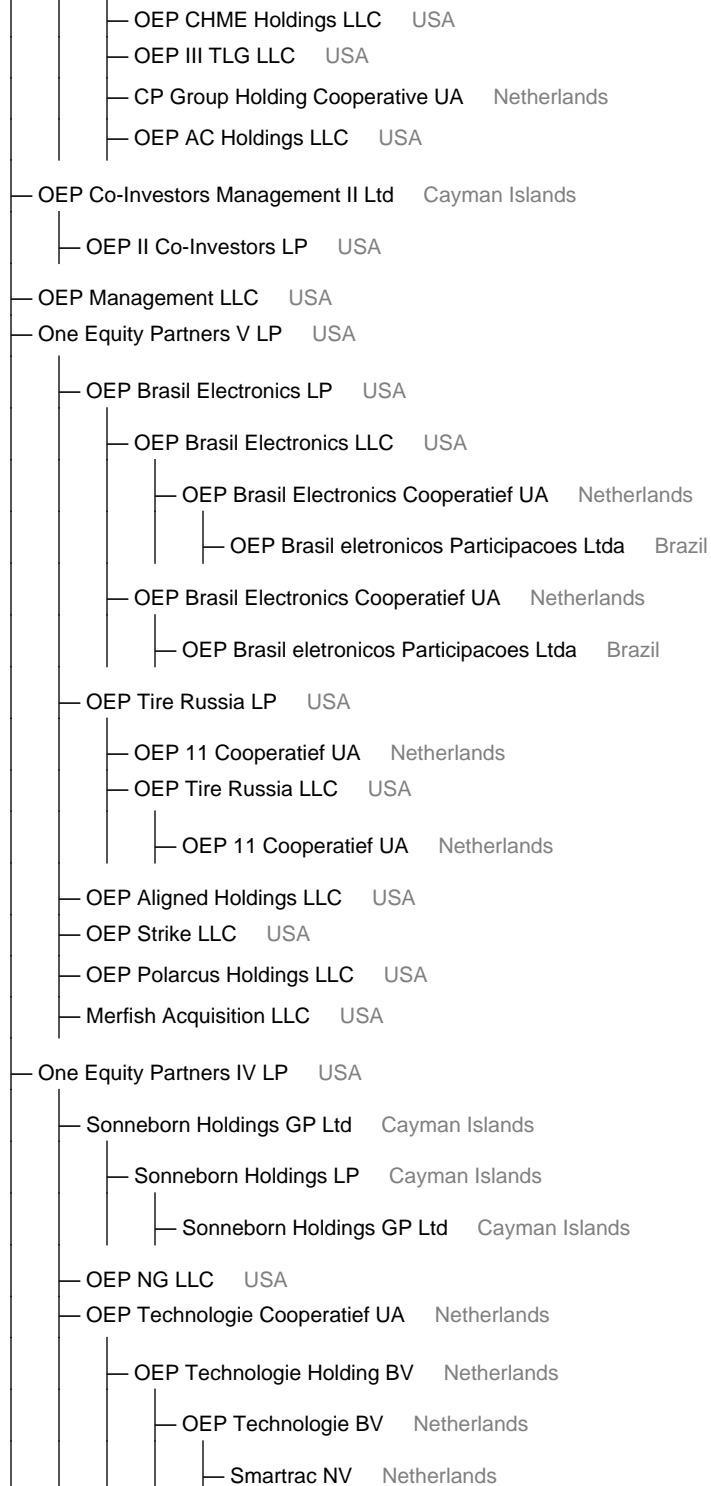 OEP CHME Holdings LLC USA
OEP III TLG LLC USA
CP Group Holding Cooperative UA Netherlands
OEP AC Holdings LLC USA
OEP Co-Investors Management II Ltd Cayman Islands
OEP II Co-Investors LP USA
OEP Management LLC USA
One Equity Partners V LP USA
OEP Brasil Electronics LP USA
OEP Brasil Electronics LLC USA
OEP Brasil Electronics Cooperatief UA Netherlands
OEP Brasil eletronicos Participacoes Ltda Brazil
OEP Brasil Electronics Cooperatief UA Netherlands
OEP Brasil eletronicos Participacoes Ltda Brazil
OEP Tire Russia LP USA
OEP 11 Cooperatief UA Netherlands
OEP Tire Russia LLC USA
OEP 11 Cooperatief UA Netherlands
OEP Aligned Holdings LLC USA
OEP Strike LLC USA
OEP Polarcus Holdings LLC USA
Merfish Acquisition LLC USA
One Equity Partners IV LP USA
Sonneborn Holdings GP Ltd Cayman Islands
Sonneborn Holdings LP Cayman Islands
Sonneborn Holdings GP Ltd Cayman Islands
OEP NG LLC USA
OEP Technologie Cooperatief UA Netherlands
OEP Technologie Holding BV Netherlands
OEP Technologie BV Netherlands
Smartrac NV Netherlands